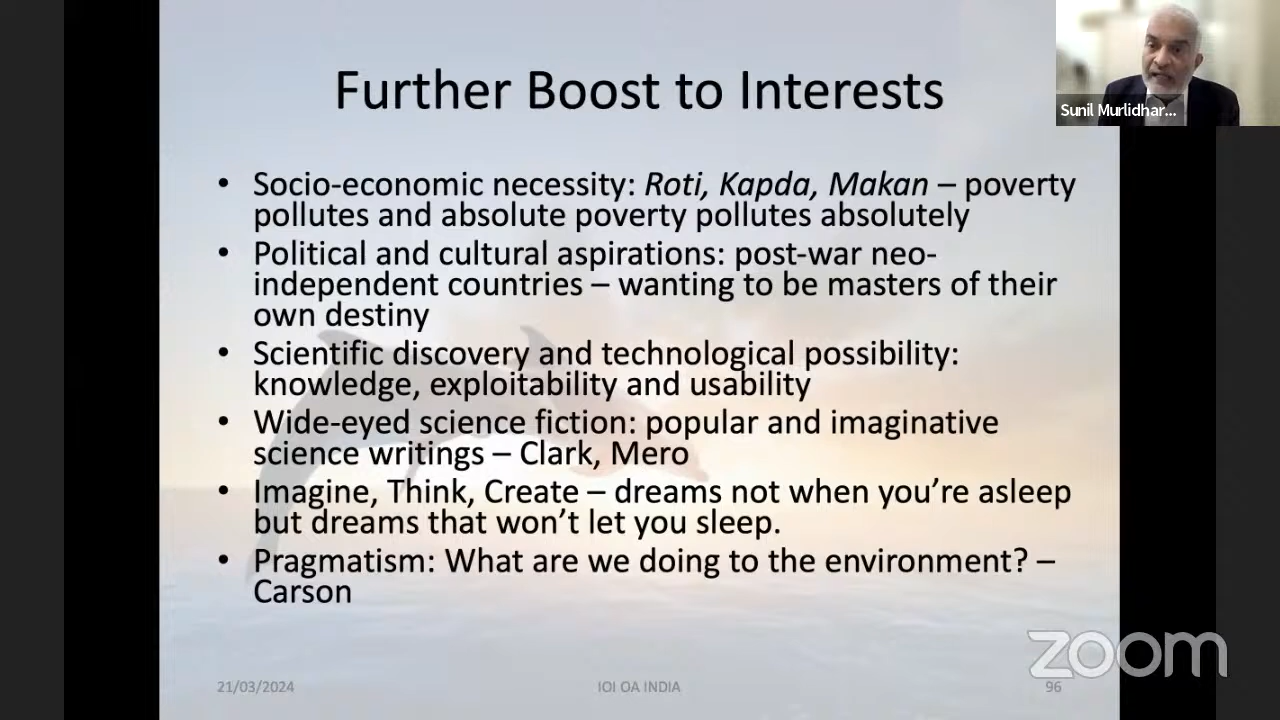 Further Boost to Interests
Sunil Murlidhar...
• Socio-economic necessity: Roti, Kapda, Makan – poverty
pollutes and absolute poverty pollutes absolutely
• Political and cultural aspirations: post-war neo-
independent countries – wanting to be masters of their
own destiny
• Scientific discovery and technological possibility:
knowledge, exploitability and usability
• Wide-eyed science fiction: popular and imaginative
science writings – Clark, Mero
• Imagine, Think, Create – dreams not when you're asleep
but dreams that won't let you sleep.
• Pragmatism: What are we doing to the environment? –
Carson
zoom
21/03/2024 IOI OA INDIA 96